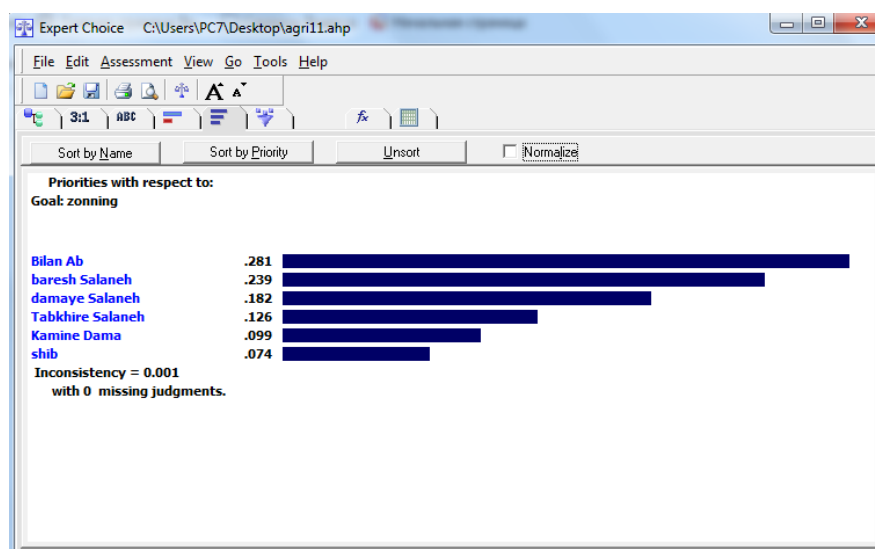 Expert Choice C:\Users\PC7\Desktop\agri11.ahp
File Edit Assessment View Go Tools Help
A A
3:1 ABC fx
Sort by Name Sort by Priority Unsort Normalize
Priorities with respect to:
Goal: zonning
Bilan Ab .281
baresh Salaneh .239
damaye Salaneh .182
Tabkhire Salaneh .126
Kamine Dama .099
shib .074
Inconsistency = 0.001
with 0 missing judgments.